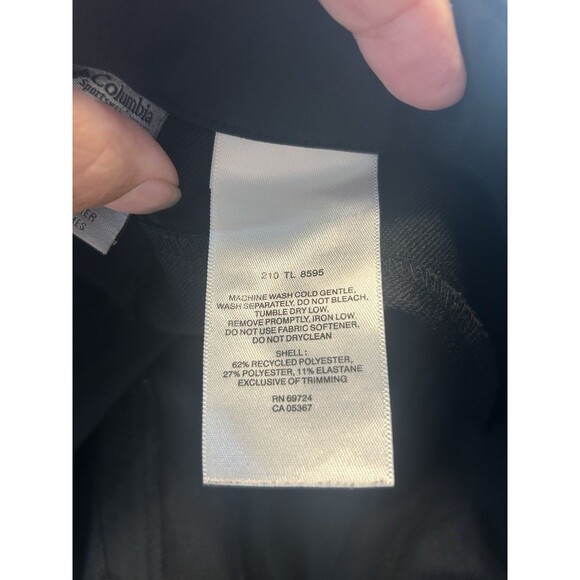 Columbia
Sportswear
210 TL 8595
MACHINE WASH COLD GENTLE,
WASH SEPARATELY, DO NOT BLEACH,
TUMBLE DRY LOW,
REMOVE PROMPTLY, IRON LOW,
DO NOT USE FABRIC SOFTENER,
DO NOT DRYCLEAN
SHELL:
62% RECYCLED POLYESTER,
27% POLYESTER, 11% ELASTANE
EXCLUSIVE OF TRIMMING
RN 69724
CA 05367